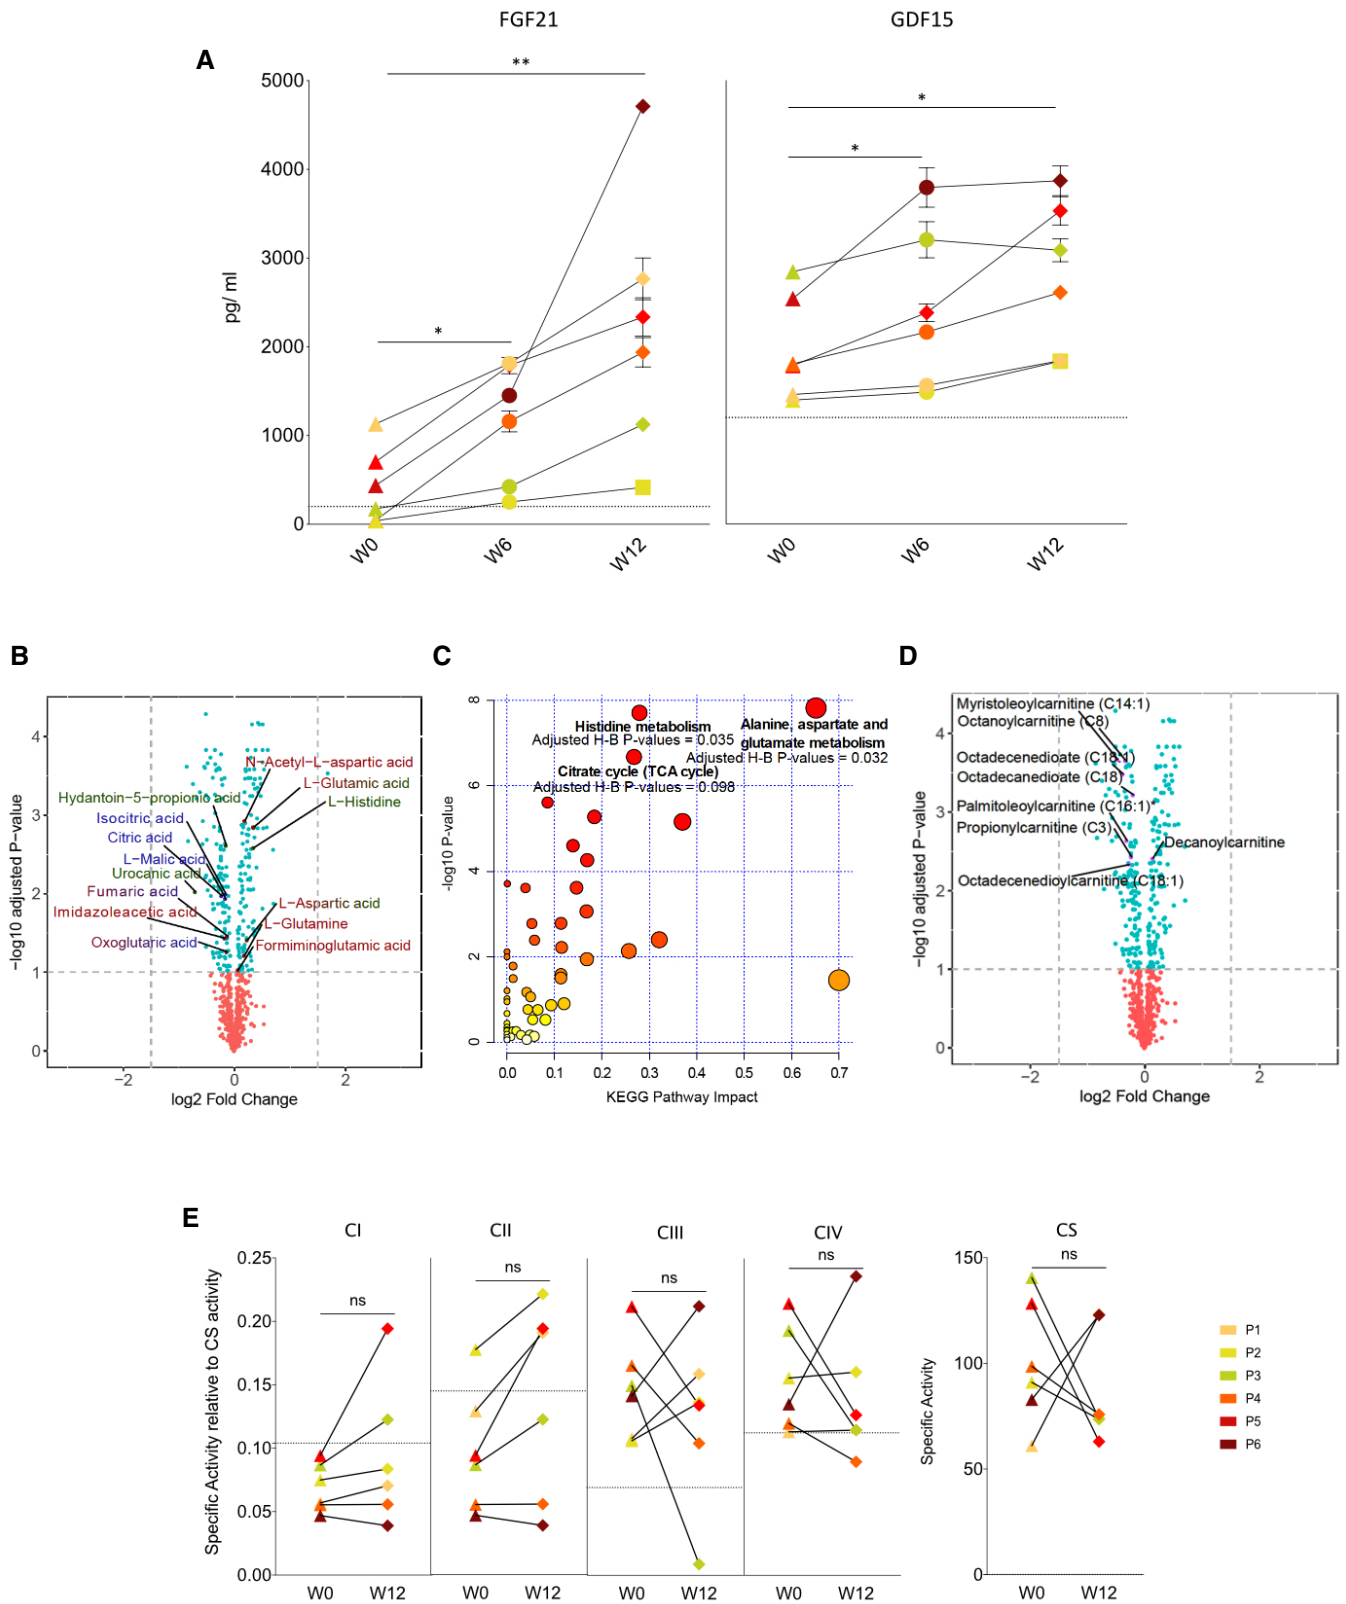 FGF21
GDF15
A
**
*
*
*
5000
4000
3000
2000
1000
0
pg/ ml
W0
W6
W12
W0
W6
W12
B
4
3
2
1
0
−log10 adjusted P−value
N−Acetyl−L−aspartic acid
L−Glutamic acid
Hydantoin−5−propionic acid
L−Histidine
Isocitric acid
Citric acid
L−Malic acid
Urocanic acid
Fumaric acid
L−Aspartic acid
Imidazoleacetic acid
L−Glutamine
Oxoglutaric acid
Formiminoglutamic acid
−2
0
2
log2 Fold Change
C
8
6
4
2
0
-log10 P-value
Histidine metabolism
Adjusted H-B P-values = 0.035
Alanine, aspartate and
glutamate metabolism
Adjusted H-B P-values = 0.032
Citrate cycle (TCA cycle)
Adjusted H-B P-values = 0.098
0.0
0.1
0.2
0.3
0.4
0.5
0.6
0.7
KEGG Pathway Impact
D
4
3
2
1
0
−log10 adjusted P−value
Myristoleoylcarnitine (C14:1)
Octanoylcarnitine (C8)
Octadecenedioate (C18:1)
Octadecanedioate (C18)
Palmitoleoylcarnitine (C16:1)
Propionylcarnitine (C3)
Decanoylcarnitine
Octadecenedioylcarnitine (C18:1)
−2
0
2
log2 Fold Change
E
CI
CII
CIII
CIV
CS
ns
ns
ns
ns
ns
0.25
0.20
0.15
0.10
0.05
0.00
Specific Activity relative to CS activity
150
100
50
0
Specific Activity
W0
W12
W0
W12
W0
W12
W0
W12
W0
W12
P1
P2
P3
P4
P5
P6